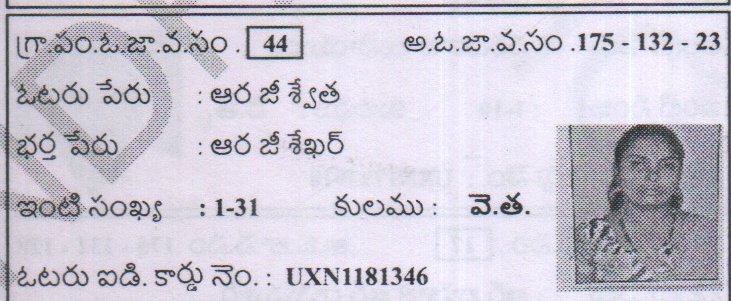 గ్రా.పం.ఓ.జా.వ.సం. 44 అ.ఓ.జా.వ.సం .175 - 132 - 23
ఓటరు పేరు : ఆర జీ శ్వేత
భర్త పేరు : ఆర జీ శేఖర్
ఇంటి సంఖ్య : 1-31 కులము : వె.త.
ఓటరు ఐడి. కార్డు నెం. : UXN1181346